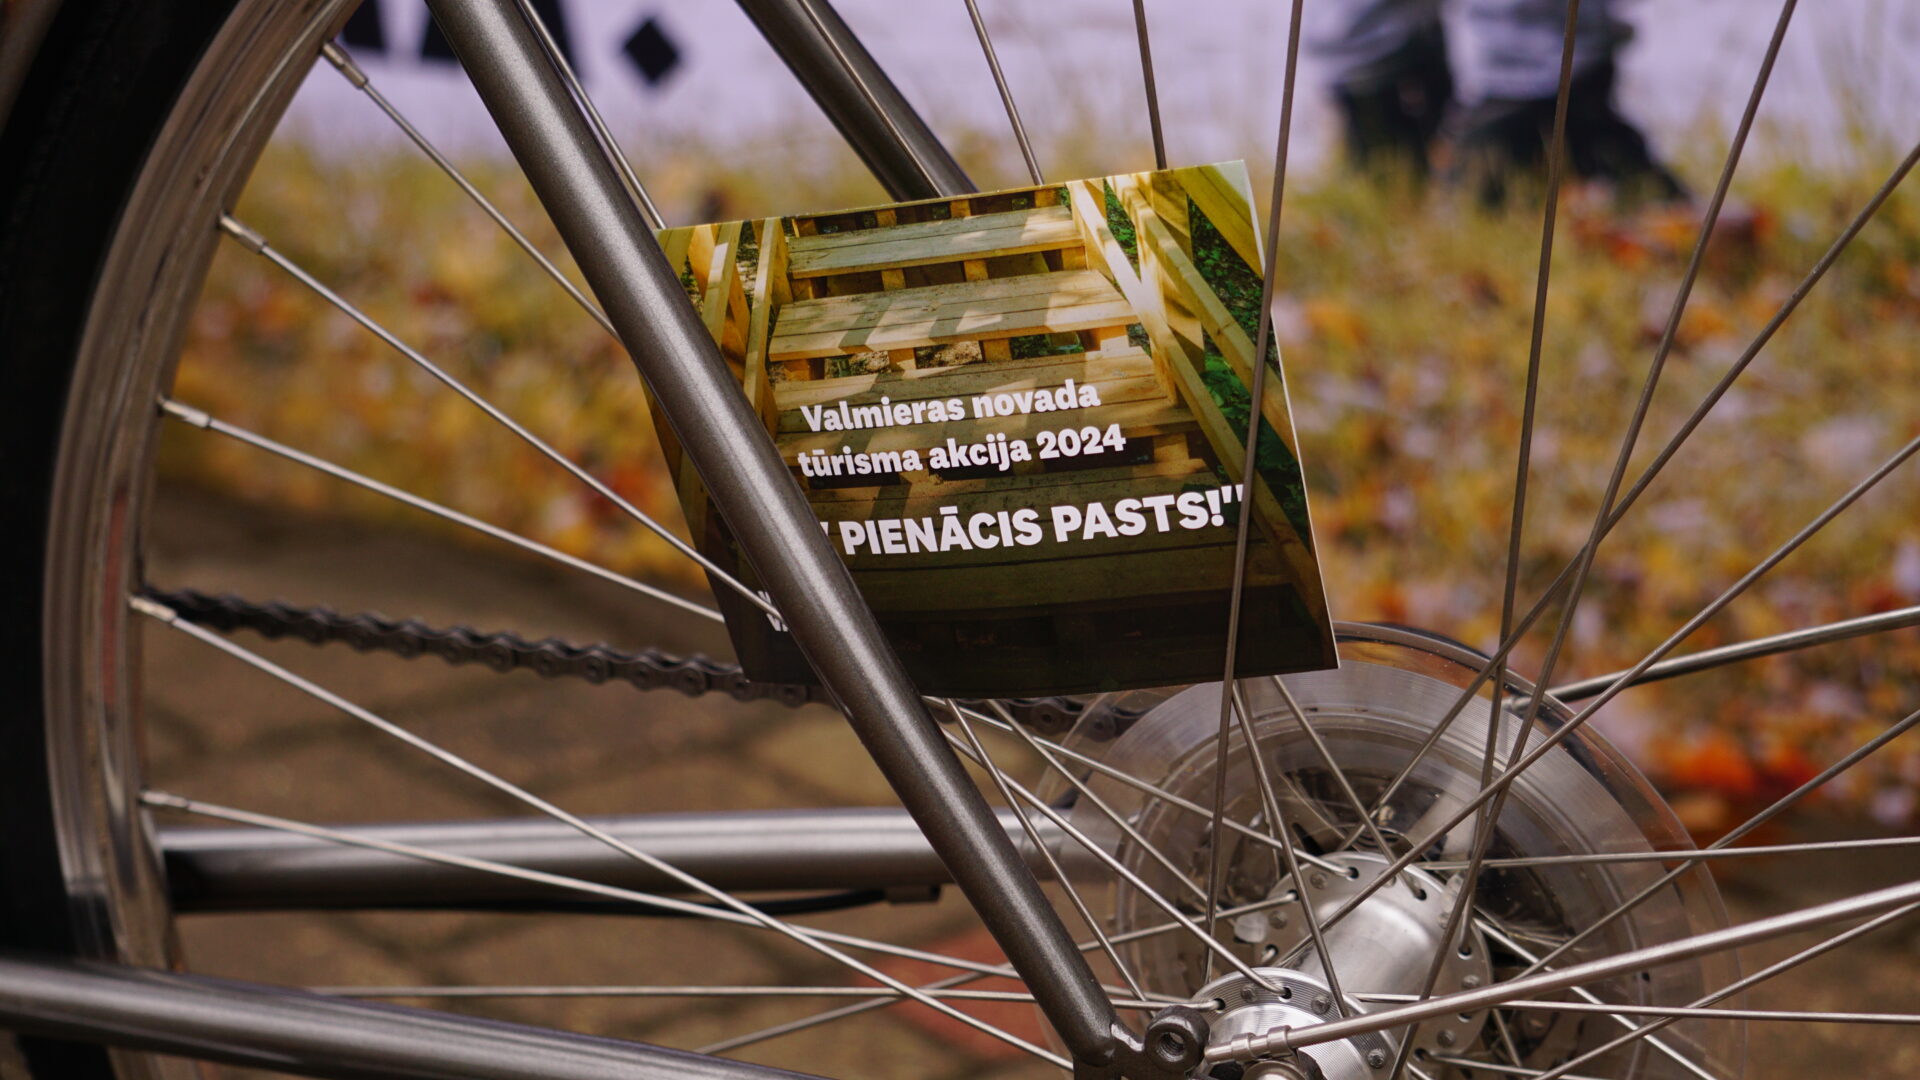 Valmieras novada
tūrisma akcija 2024
" PIENĀCIS PASTS!"